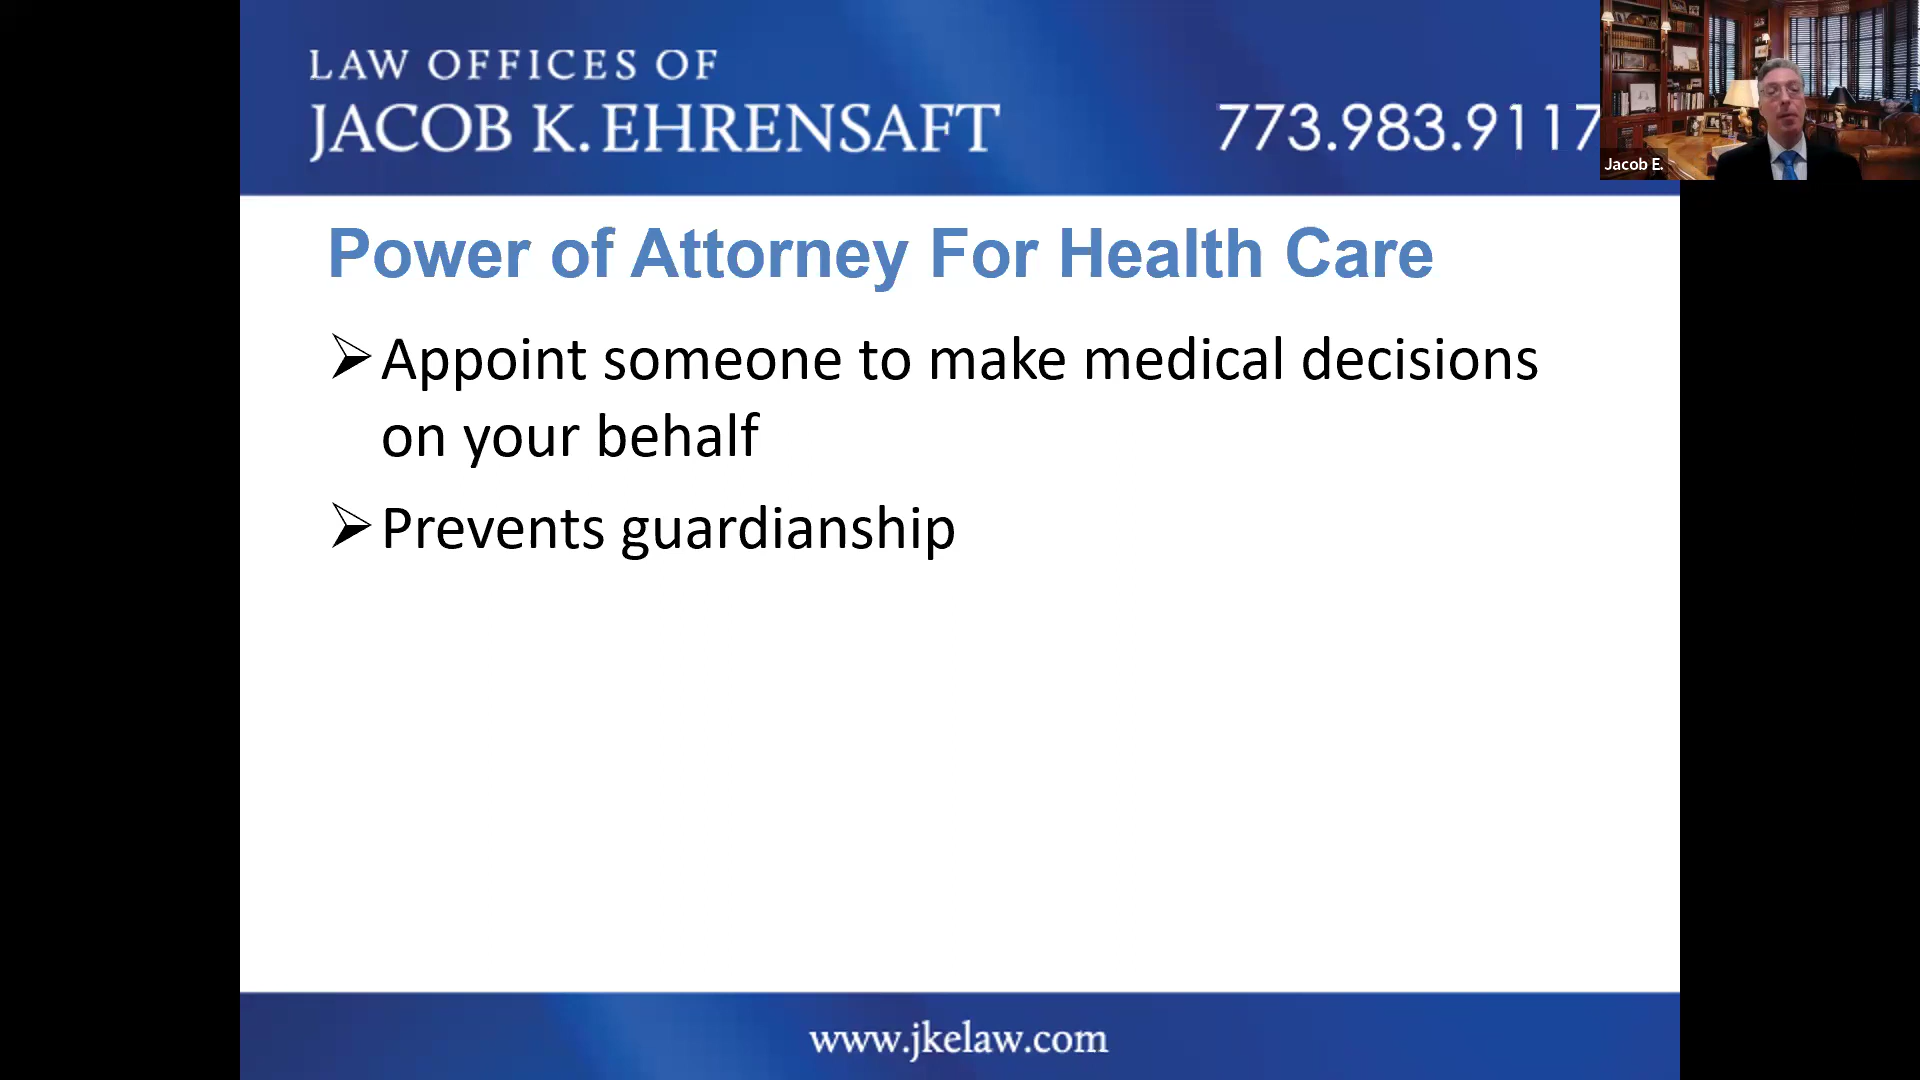 LAW OFFICES OF
JACOB K. EHRENSAFT
773.983.9117
Jacob E.
Power of Attorney For Health Care
➢Appoint someone to make medical decisions
on your behalf
➢Prevents guardianship
www.jkelaw.com